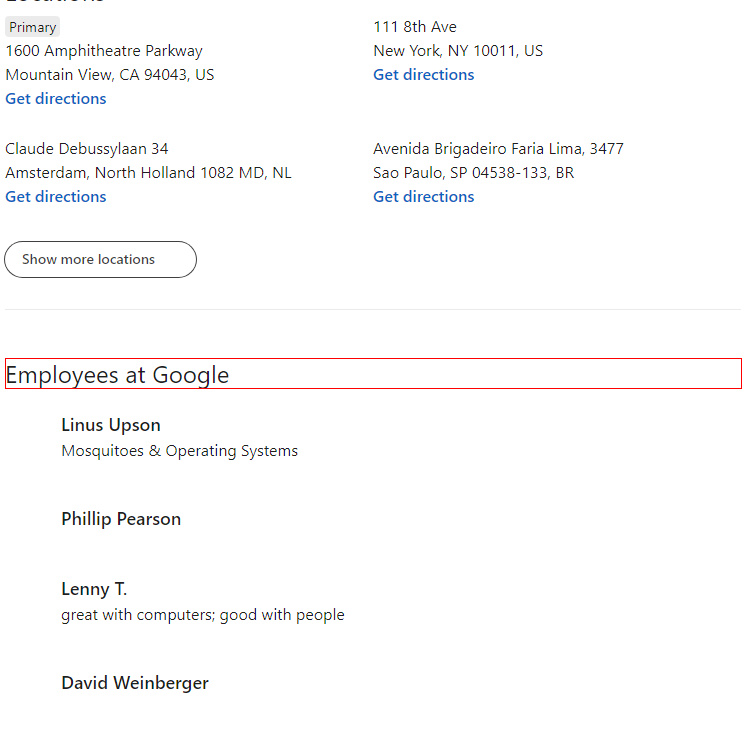 Locations
Primary
1600 Amphitheatre Parkway
Mountain View, CA 94043, US
Get directions
111 8th Ave
New York, NY 10011, US
Get directions
Claude Debussylaan 34
Amsterdam, North Holland 1082 MD, NL
Get directions
Avenida Brigadeiro Faria Lima, 3477
Sao Paulo, SP 04538-133, BR
Get directions
Show more locations
Employees at Google
Linus Upson
Mosquitoes & Operating Systems
Phillip Pearson
Lenny T.
great with computers; good with people
David Weinberger